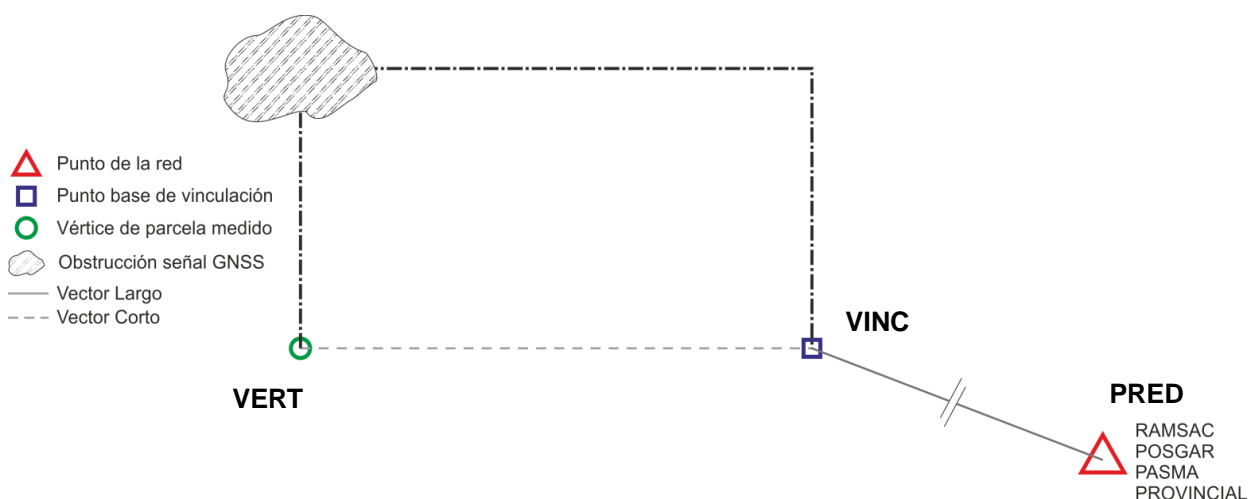 Punto de la red
Punto base de vinculación
Vértice de parcela medido
Obstrucción señal GNSS
Vector Largo
Vector Corto
VERT
VINC
PRED
RAMSAC
POSGAR
PASMA
PROVINCIAL